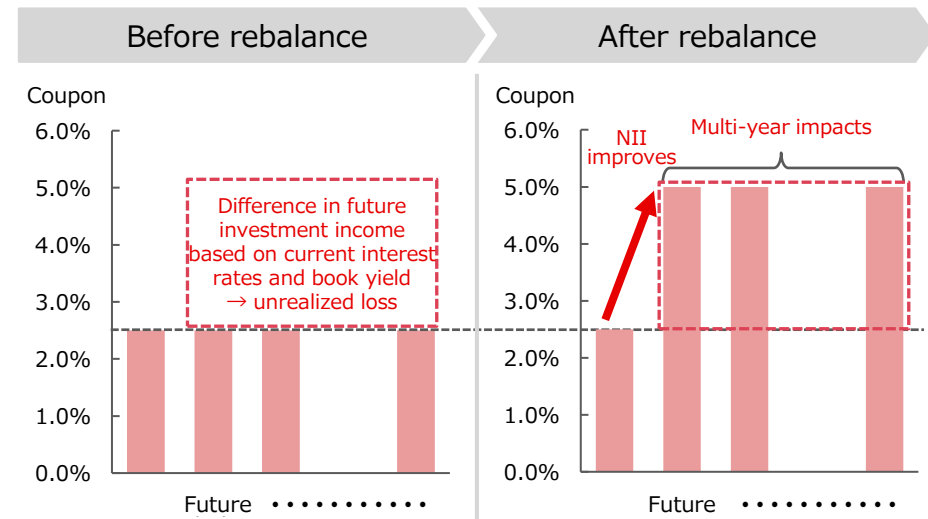 Before rebalance
After rebalance
Coupon
6.0%
5.0%
4.0%
3.0%
2.0%
1.0%
0.0%
Difference in future
investment income
based on current interest
rates and book yield
→ unrealized loss
Future ・・・・・・・・・・・
Coupon
6.0%
5.0%
4.0%
3.0%
2.0%
1.0%
0.0%
NII
improves
Multi-year impacts
Future ・・・・・・・・・・・